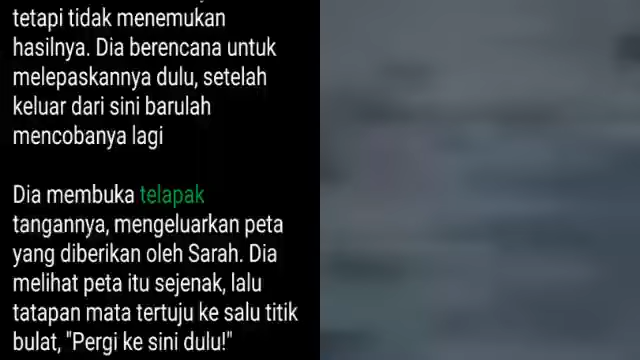 tetapi tidak menemukan
hasilnya. Dia berencana untuk
melepaskannya dulu, setelah
keluar dari sini barulah
mencobanya lagi
Dia membuka telapak
tangannya, mengeluarkan peta
yang diberikan oleh Sarah. Dia
melihat peta itu sejenak, lalu
tatapan mata tertuju ke salu titik
bulat, "Pergi ke sini dulu!"